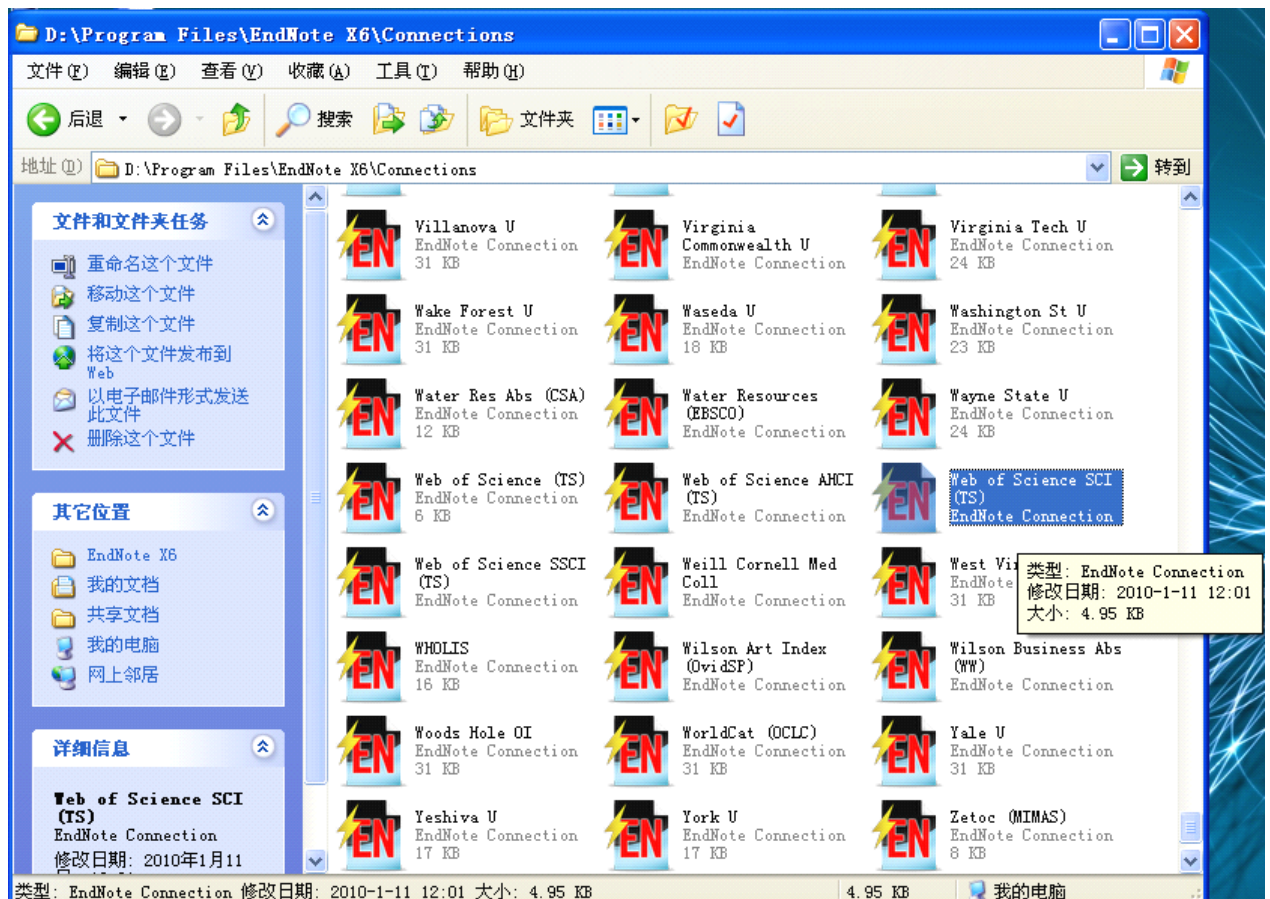 D:\Program Files\EndNote X6\Connections
文件(F) 编辑(E) 查看(V) 收藏(A) 工具(T) 帮助(H)
后退 搜索 文件夹
地址(D) D:\Program Files\EndNote X6\Connections 转到
文件和文件夹任务
重命名这个文件
移动这个文件
复制这个文件
将这个文件发布到
Web
以电子邮件形式发送
此文件
删除这个文件
其它位置
EndNote X6
我的文档
共享文档
我的电脑
网上邻居
详细信息
Web of Science SCI
(TS)
EndNote Connection
修改日期: 2010年1月11
Villanova U
EndNote Connection
31 KB
Virginia
Commonwealth U
EndNote Connection
Virginia Tech U
EndNote Connection
24 KB
Wake Forest U
EndNote Connection
31 KB
Waseda U
EndNote Connection
18 KB
Washington St U
EndNote Connection
23 KB
Water Res Abs (CSA)
EndNote Connection
12 KB
Water Resources
(EBSCO)
EndNote Connection
Wayne State U
EndNote Connection
24 KB
Web of Science (TS)
EndNote Connection
6 KB
Web of Science AHCI
(TS)
EndNote Connection
Web of Science SCI
(TS)
EndNote Connection
Web of Science SSCI
(TS)
EndNote Connection
Weill Cornell Med
Coll
EndNote Connection
West Vi
EndNote
31 KB
类型: EndNote Connection
修改日期: 2010-1-11 12:01
大小: 4.95 KB
WHOLIS
EndNote Connection
16 KB
Wilson Art Index
(OvidSP)
EndNote Connection
Wilson Business Abs
(WW)
EndNote Connection
Woods Hole OI
EndNote Connection
31 KB
WorldCat (OCLC)
EndNote Connection
31 KB
Yale U
EndNote Connection
31 KB
Yeshiva U
EndNote Connection
17 KB
York U
EndNote Connection
17 KB
Zetoc (MIMAS)
EndNote Connection
8 KB
类型: EndNote Connection 修改日期: 2010-1-11 12:01 大小: 4.95 KB 4.95 KB 我的电脑